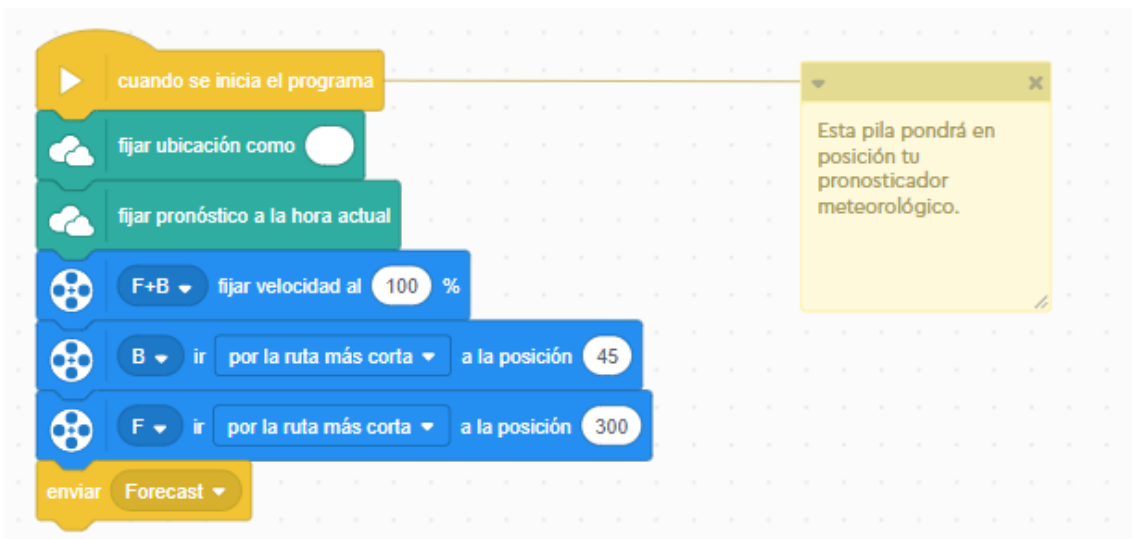 cuando se inicia el programa
fijar ubicación como
fijar pronóstico a la hora actual
F+B fijar velocidad al 100 %
B ir por la ruta más corta a la posición 45
F ir por la ruta más corta a la posición 300
enviar Forecast
Esta pila pondrá en
posición tu
pronosticador
meteorológico.